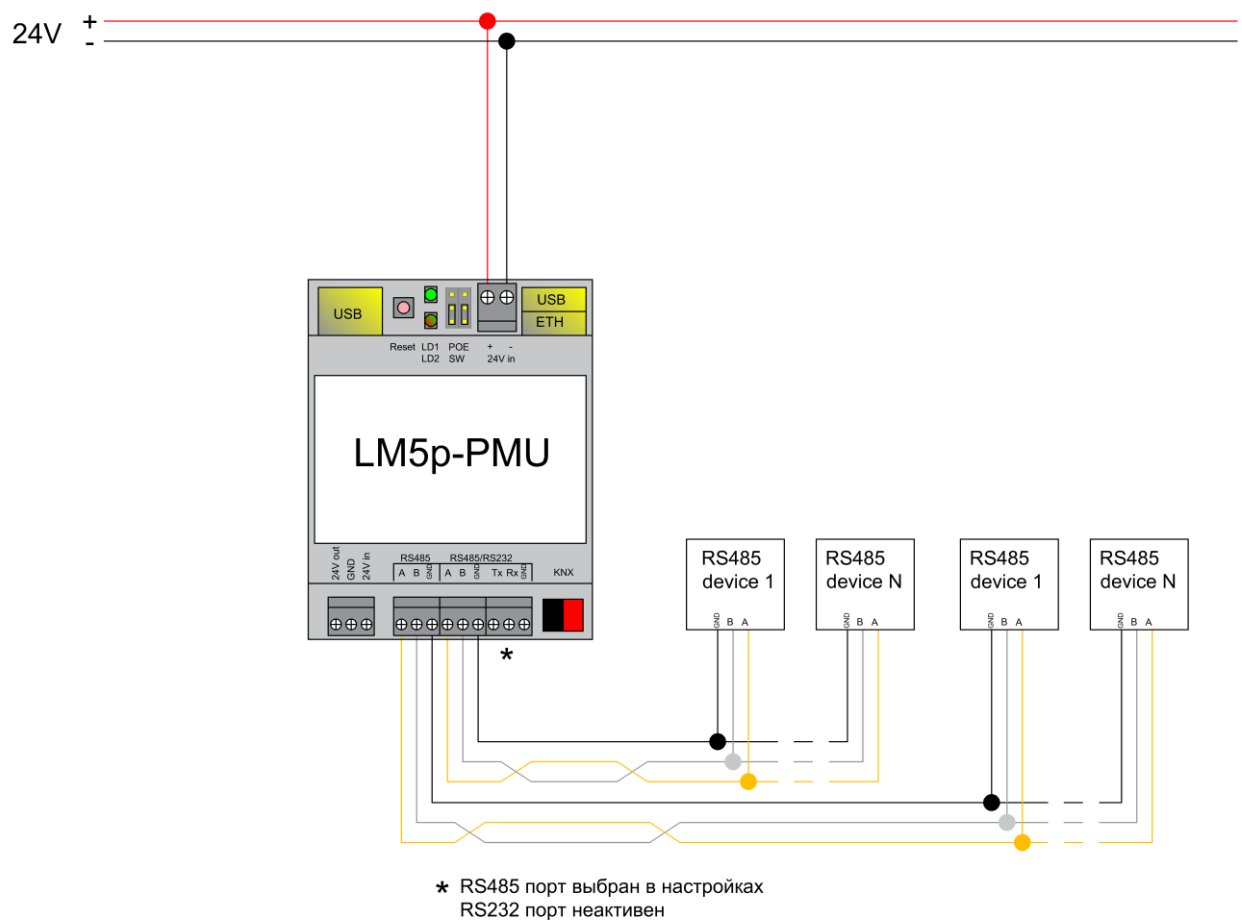 24V + -
USB
USB
ETH
Reset LD1 POE + -
LD2 SW 24V in
LM5p-PMU
24V out
GND
24V in
RS485 RS485/RS232
A B GND A B GND Tx Rx GND KNX
RS485
device 1
GND B A
RS485
device N
GND B A
RS485
device 1
GND B A
RS485
device N
GND B A
*
* RS485 порт выбран в настройках
RS232 порт неактивен